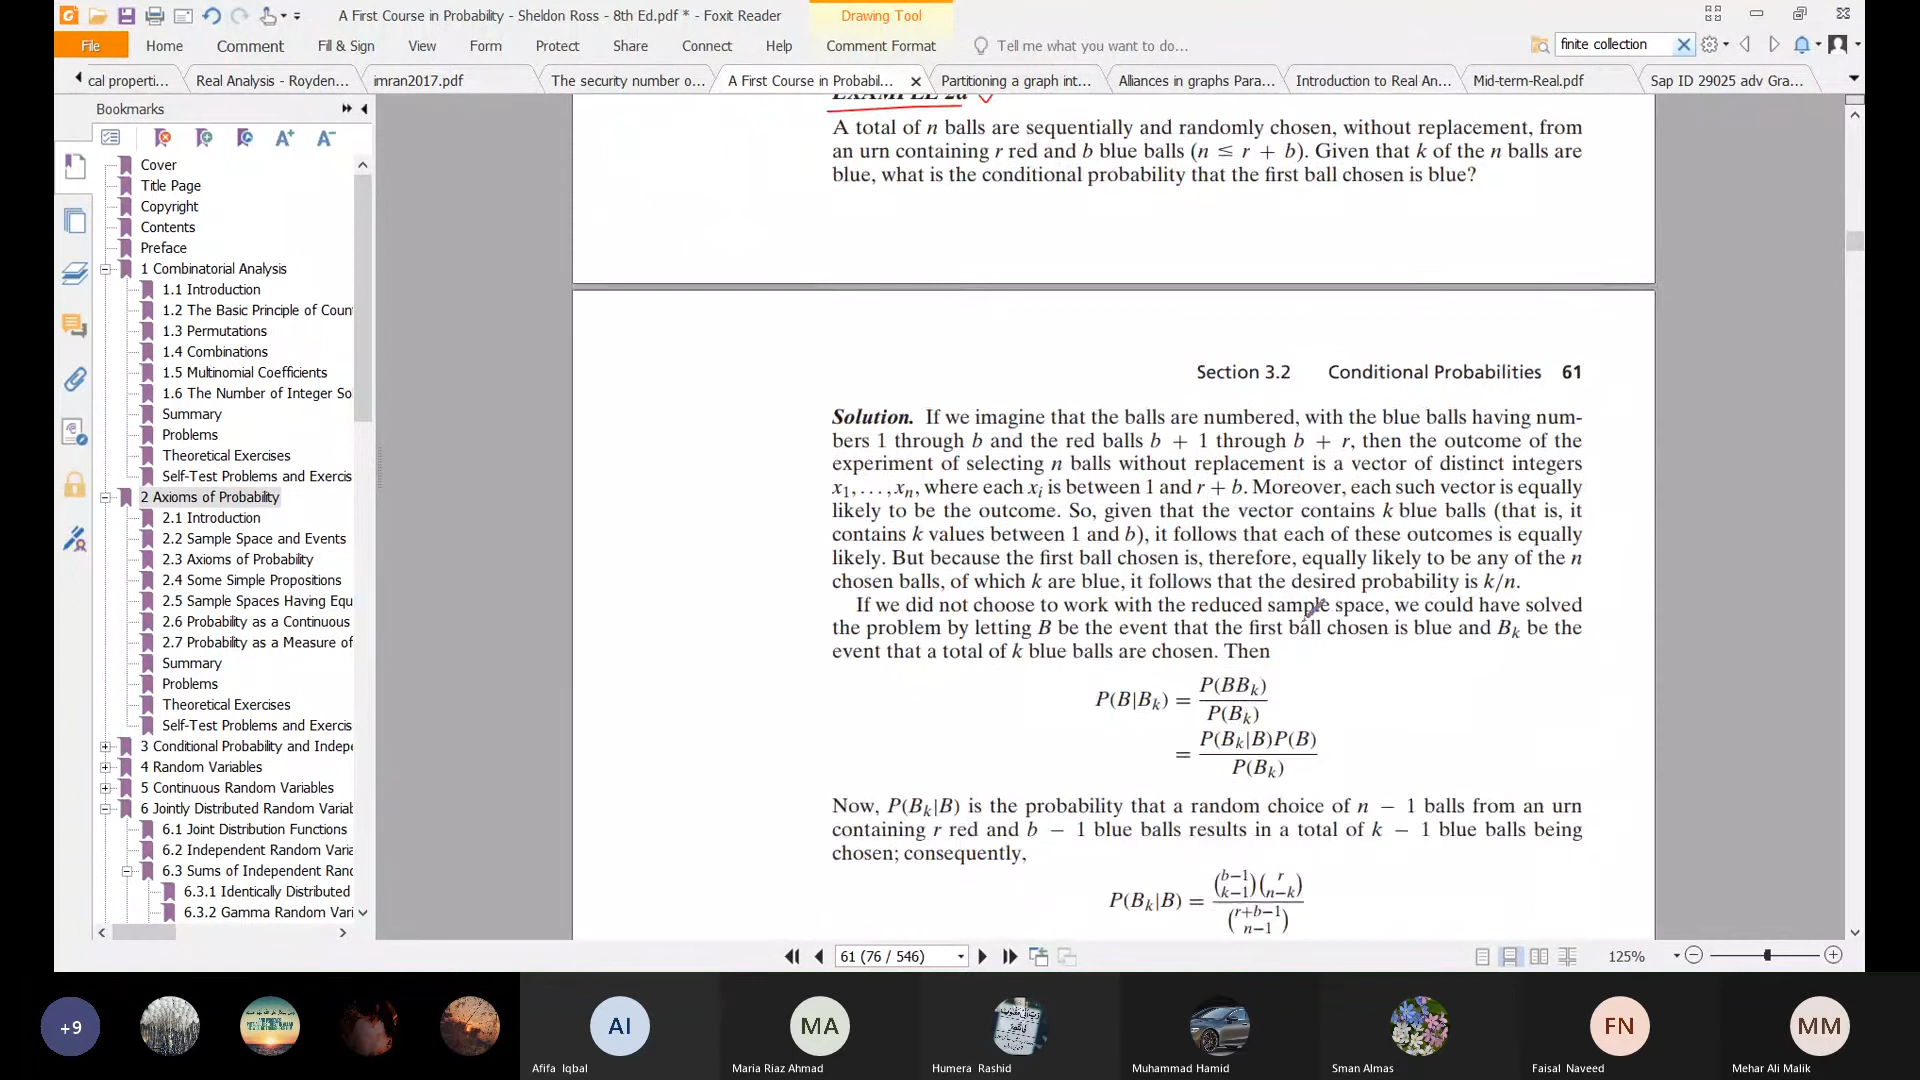 A First Course in Probability - Sheldon Ross - 8th Ed.pdf * - Foxit Reader
Drawing Tool
File Home Comment Fill & Sign View Form Protect Share Connect Help Comment Format Tell me what you want to do... finite collection
cal properti... Real Analysis - Royden... imran2017.pdf The security number o... A First Course in Probabil... Partitioning a graph int... Alliances in graphs Para... Introduction to Real An... Mid-term-Real.pdf Sap ID 29025 adv Gra...
Bookmarks
Cover
Title Page
Copyright
Contents
Preface
1 Combinatorial Analysis
1.1 Introduction
1.2 The Basic Principle of Coun
1.3 Permutations
1.4 Combinations
1.5 Multinomial Coefficients
1.6 The Number of Integer So
Summary
Problems
Theoretical Exercises
Self-Test Problems and Exercis
2 Axioms of Probability
2.1 Introduction
2.2 Sample Space and Events
2.3 Axioms of Probability
2.4 Some Simple Propositions
2.5 Sample Spaces Having Equ
2.6 Probability as a Continuous
2.7 Probability as a Measure of
Summary
Problems
Theoretical Exercises
Self-Test Problems and Exercis
3 Conditional Probability and Indepe
4 Random Variables
5 Continuous Random Variables
6 Jointly Distributed Random Variab
6.1 Joint Distribution Functions
6.2 Independent Random Varia
6.3 Sums of Independent Rand
6.3.1 Identically Distributed
6.3.2 Gamma Random Vari
EXAMPLE 2d
A total of n balls are sequentially and randomly chosen, without replacement, from
an urn containing r red and b blue balls (n ≤ r + b). Given that k of the n balls are
blue, what is the conditional probability that the first ball chosen is blue?
Section 3.2 Conditional Probabilities 61
Solution. If we imagine that the balls are numbered, with the blue balls having num-
bers 1 through b and the red balls b + 1 through b + r, then the outcome of the
experiment of selecting n balls without replacement is a vector of distinct integers
x₁, . . . , xₙ, where each xᵢ is between 1 and r + b. Moreover, each such vector is equally
likely to be the outcome. So, given that the vector contains k blue balls (that is, it
contains k values between 1 and b), it follows that each of these outcomes is equally
likely. But because the first ball chosen is, therefore, equally likely to be any of the n
chosen balls, of which k are blue, it follows that the desired probability is k/n.
If we did not choose to work with the reduced sample space, we could have solved
the problem by letting B be the event that the first ball chosen is blue and Bₖ be the
event that a total of k blue balls are chosen. Then
P(B|Bₖ) = P(BBₖ) / P(Bₖ)
= P(Bₖ|B)P(B) / P(Bₖ)
Now, P(Bₖ|B) is the probability that a random choice of n − 1 balls from an urn
containing r red and b − 1 blue balls results in a total of k − 1 blue balls being
chosen; consequently,
P(Bₖ|B) = (b−1 k−1)(r n−k) / (r+b−1 n−1)
61 (76 / 546) 125%
+9 AI MA FN MM
Afifa Iqbal Maria Riaz Ahmad Humera Rashid Muhammad Hamid Sman Almas Faisal Naveed Mehar Ali Malik